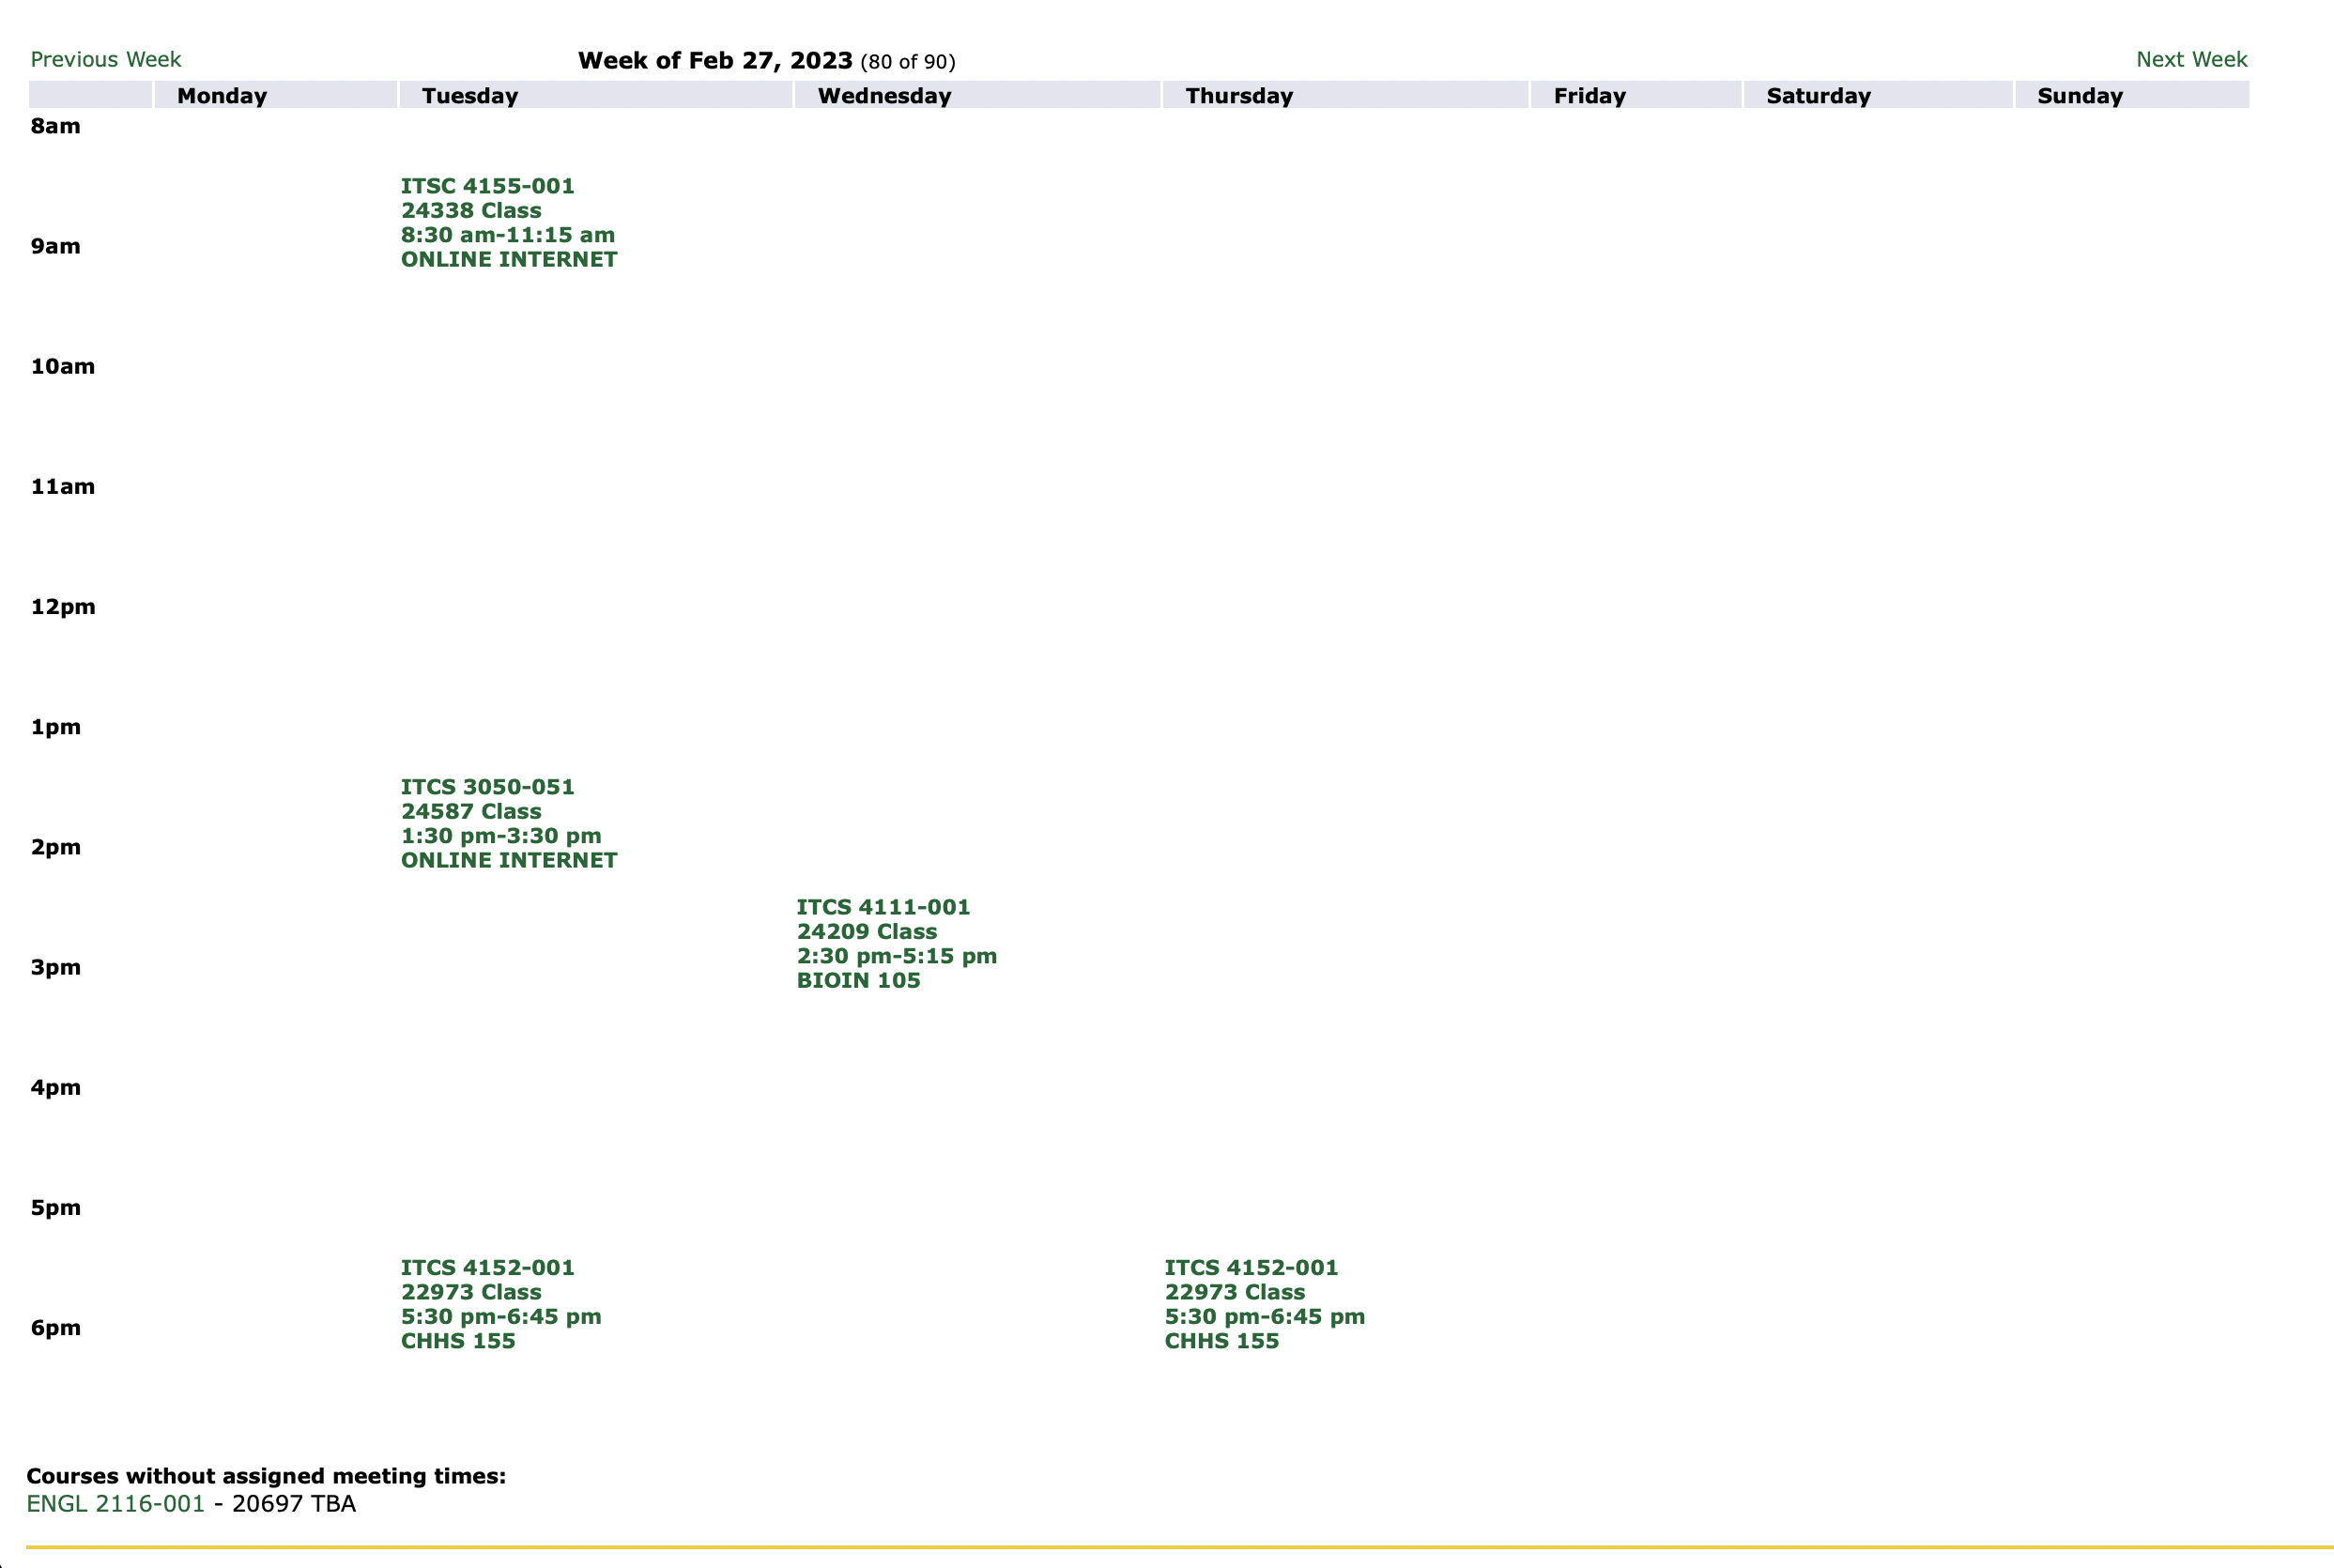 Previous Week
Week of Feb 27, 2023 (80 of 90)
Next Week
Monday Tuesday Wednesday Thursday Friday Saturday Sunday
8am
ITSC 4155-001
24338 Class
8:30 am-11:15 am
ONLINE INTERNET
9am
10am
11am
12pm
1pm
ITCS 3050-051
24587 Class
1:30 pm-3:30 pm
ONLINE INTERNET
2pm
ITCS 4111-001
24209 Class
2:30 pm-5:15 pm
BIOIN 105
3pm
4pm
5pm
ITCS 4152-001
22973 Class
5:30 pm-6:45 pm
CHHS 155
ITCS 4152-001
22973 Class
5:30 pm-6:45 pm
CHHS 155
6pm
Courses without assigned meeting times:
ENGL 2116-001 - 20697 TBA